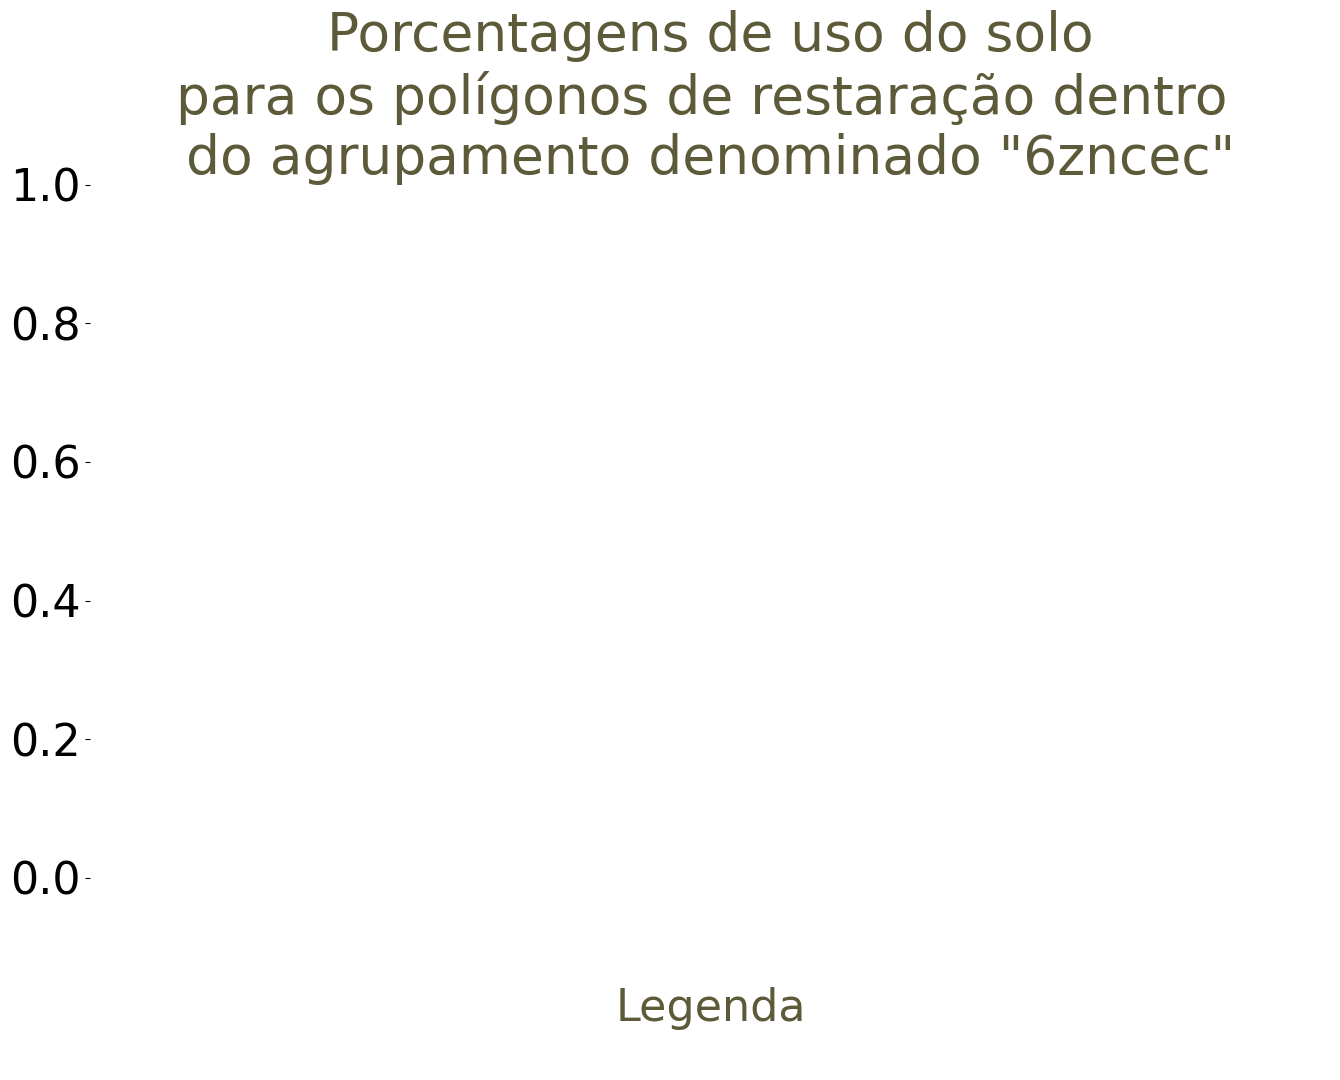 Porcentagens de uso do solo
para os polígonos de restaração dentro
do agrupamento denominado "6zncec"
1.0
0.8
0.6
0.4
0.2
0.0
Legenda